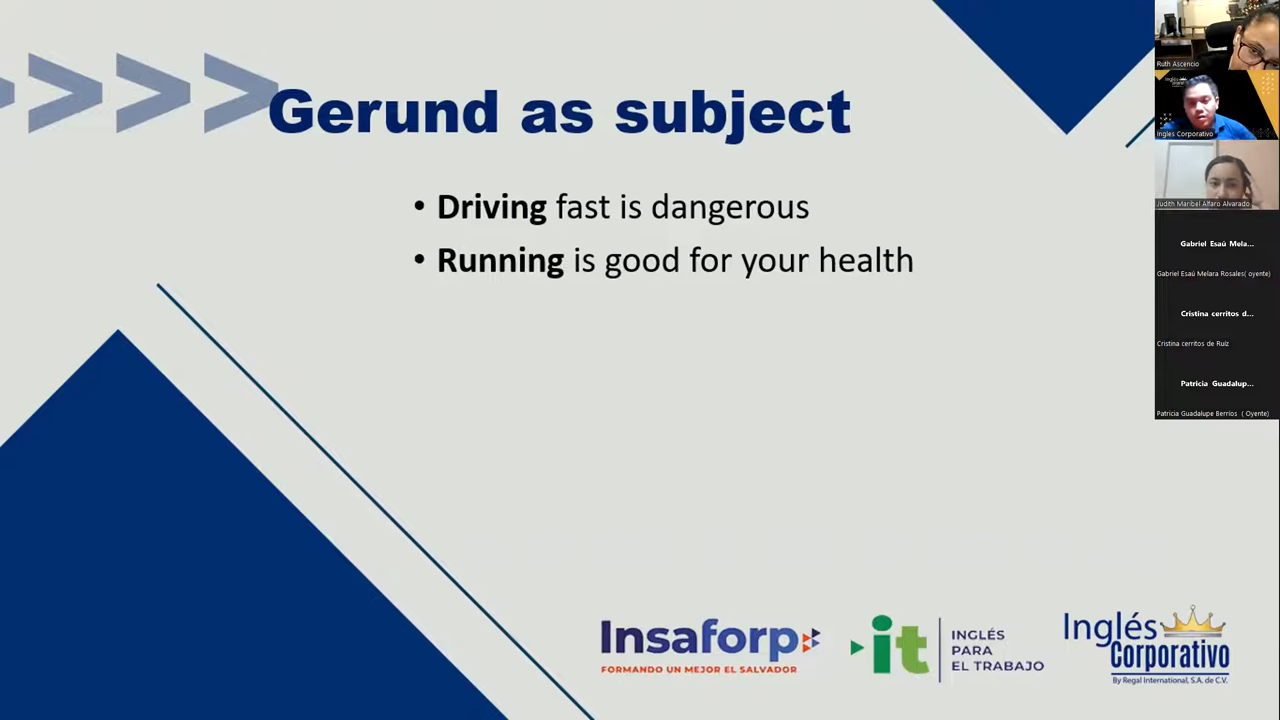 Gerund as subject
• Driving fast is dangerous
• Running is good for your health
Insaforp
FORMANDO UN MEJOR EL SALVADOR
it
INGLÉS
PARA
EL TRABAJO
Inglés
Corporativo
By Regal International, S.A. de C.V.
Ruth Ascencio
Ingles Corporativo
Judith Maribel Alfaro Alvarado
Gabriel Esaú Mela...
Gabriel Esaú Melara Rosales( oyente)
Cristina cerritos d...
Cristina cerritos de Ruíz
Patricia Guadalup...
Patricia Guadalupe Berríos ( Oyente)